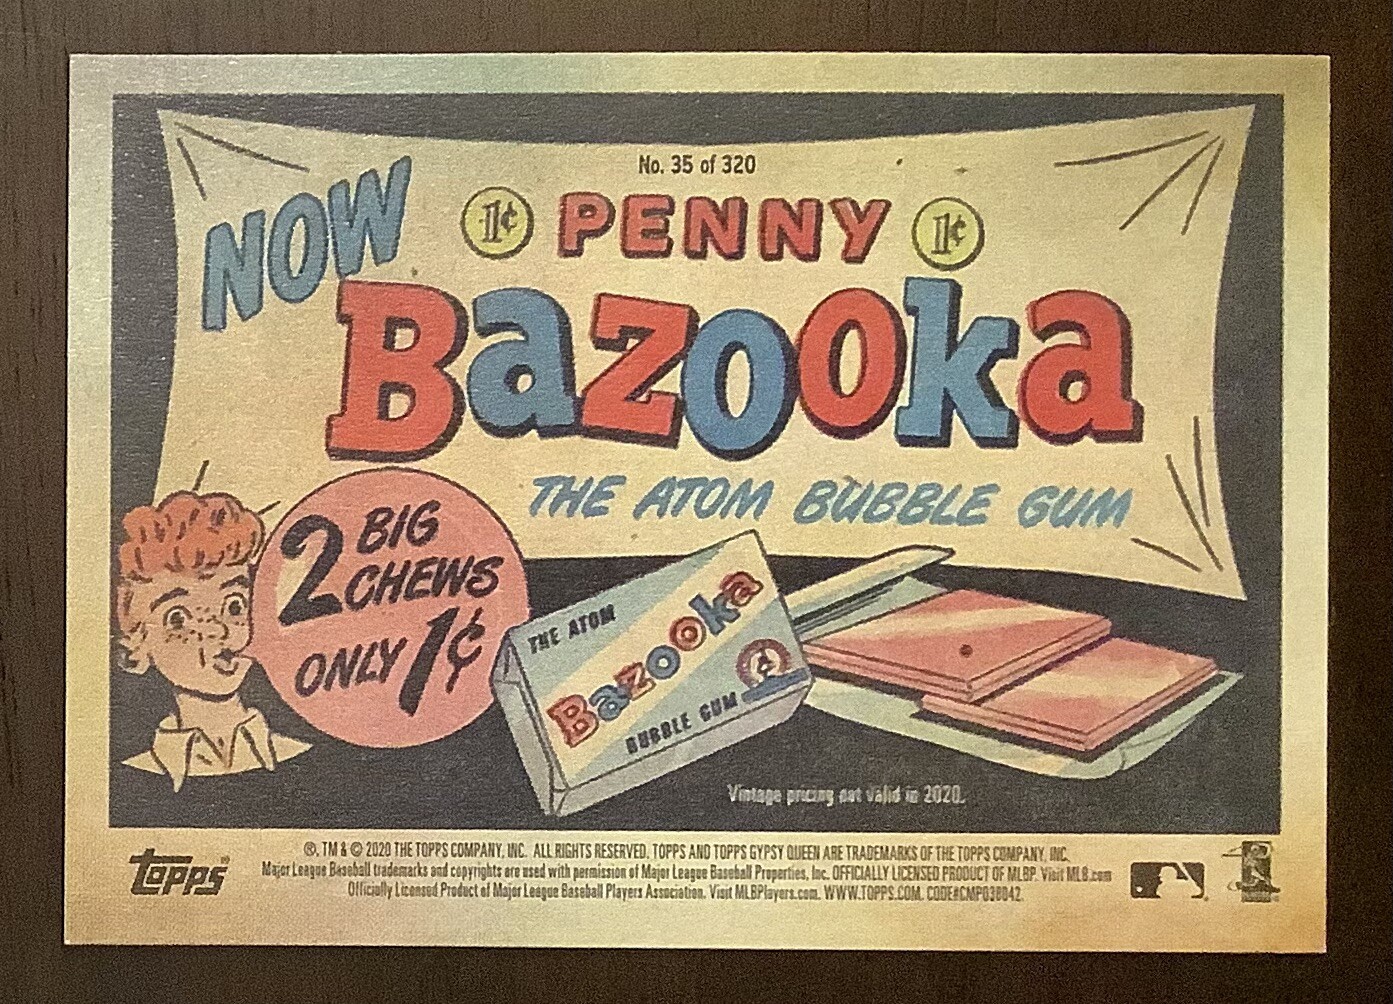 No. 35 of 320
NOW
1¢ PENNY 1¢
Bazooka
THE ATOM BUBBLE GUM
2 BIG
CHEWS
ONLY 1¢
THE ATOM
Bazooka
BUBBLE GUM
Vintage pricing not valid in 2020.
topps®
®, TM & © 2020 THE TOPPS COMPANY, INC. ALL RIGHTS RESERVED. TOPPS AND TOPPS GYPSY QUEEN ARE TRADEMARKS OF THE TOPPS COMPANY, INC.
Major League Baseball trademarks and copyrights are used with permission of Major League Baseball Properties, Inc. OFFICIALLY LICENSED PRODUCT OF MLBP. Visit MLB.com
Officially Licensed Product of Major League Baseball Players Association. Visit MLBPlayers.com. WWW.TOPPS.COM. CODE#CMP038042.